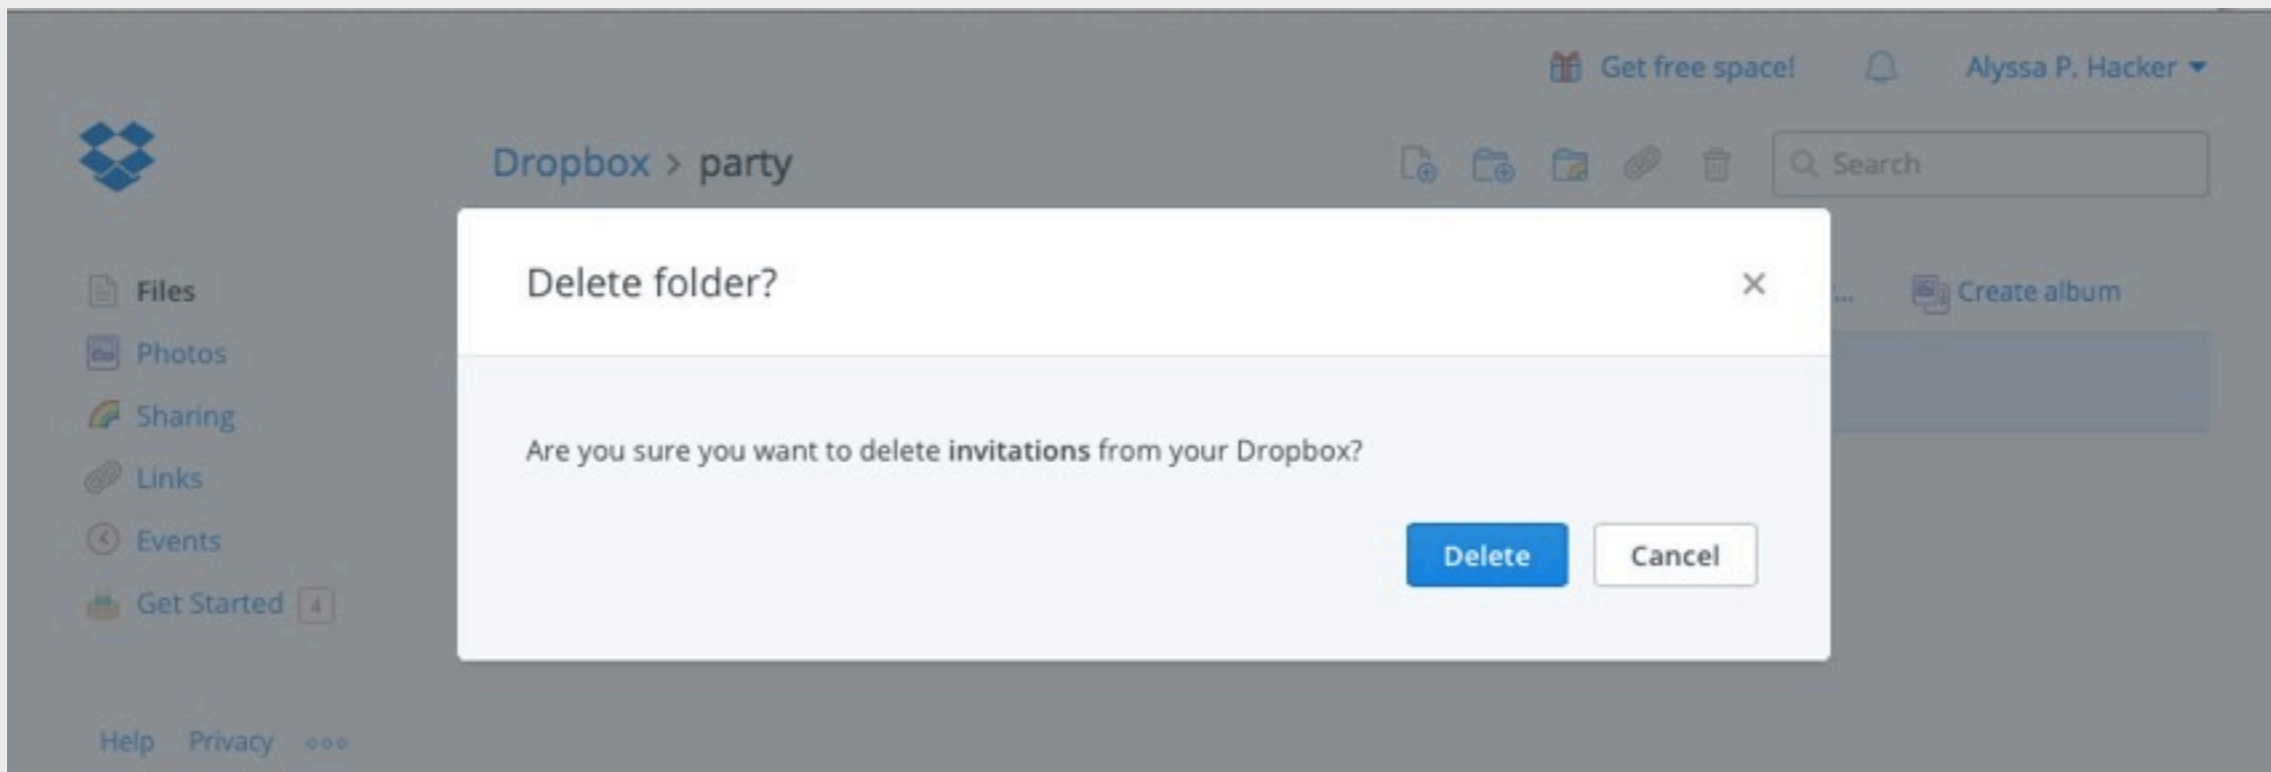 Get free space!
Alyssa P. Hacker
Dropbox > party
Search
Files
Photos
Sharing
Links
Events
Get Started 4
Help Privacy
Delete folder?
Are you sure you want to delete invitations from your Dropbox?
Delete Cancel
...
Create album